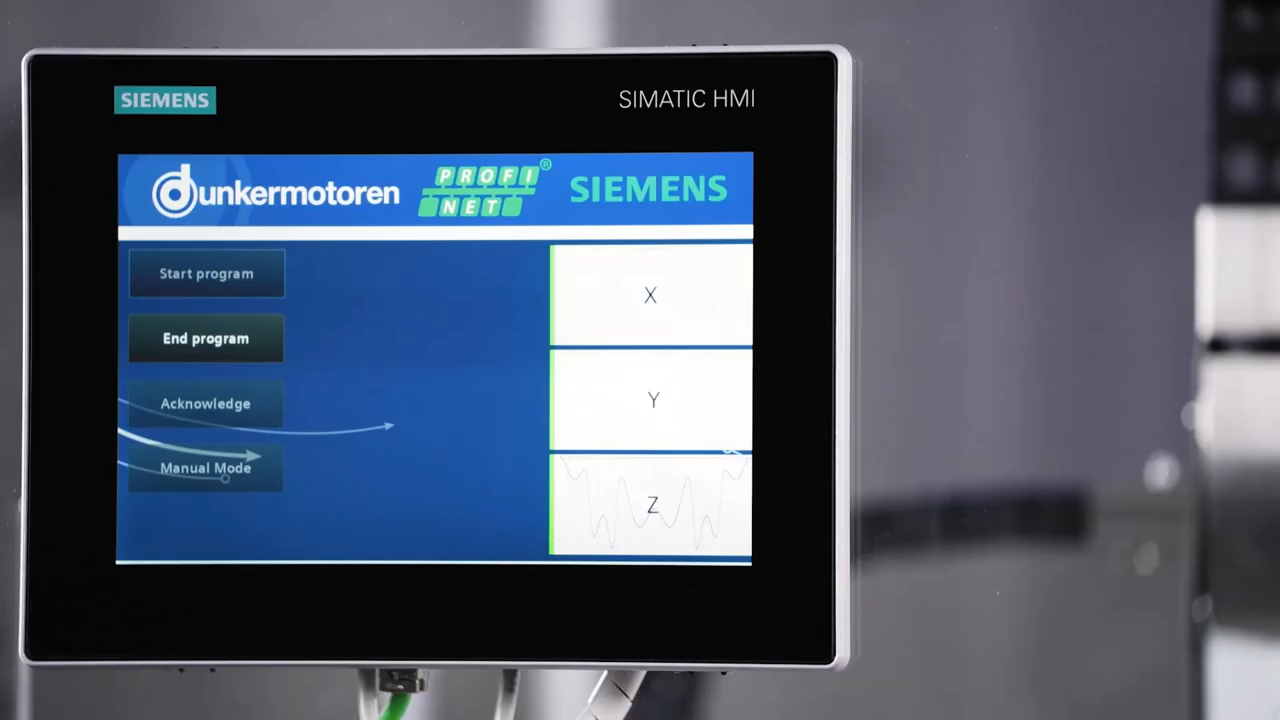 SIEMENS
SIMATIC HMI
dunkermotoren
PROFI®
NET
SIEMENS
Start program
X
End program
Y
Acknowledge
Manual Mode
Z